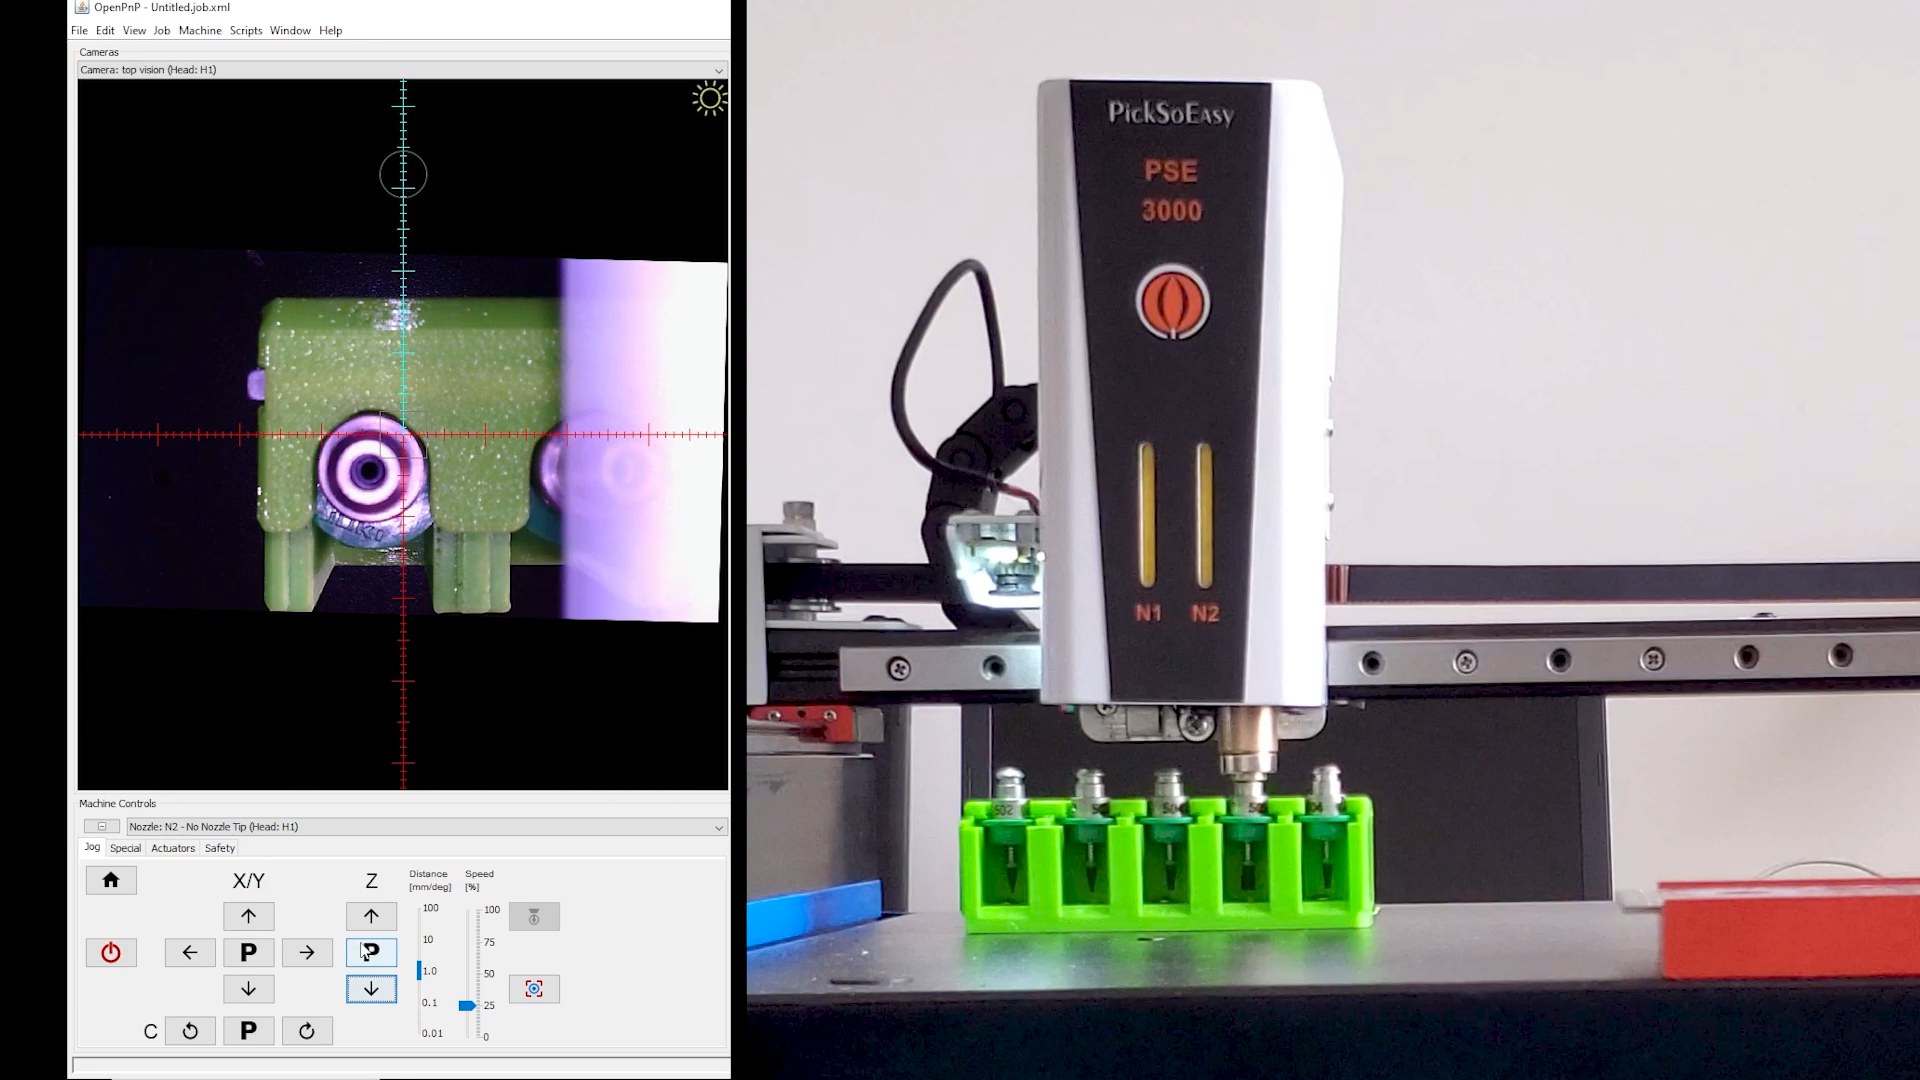 OpenPnP - Untitled.job.xml
File Edit View Job Machine Scripts Window Help
Cameras
Camera: top vision (Head: H1)
Machine Controls
Nozzle: N2 - No Nozzle Tip (Head: H1)
Jog Special Actuators Safety
X/Y
Z
Distance
[mm/deg]
Speed
[%]
100
10
1.0
0.1
0.01
100
75
50
25
0
P
P
C
P
PickSoEasy
PSE
3000
N1 N2
502